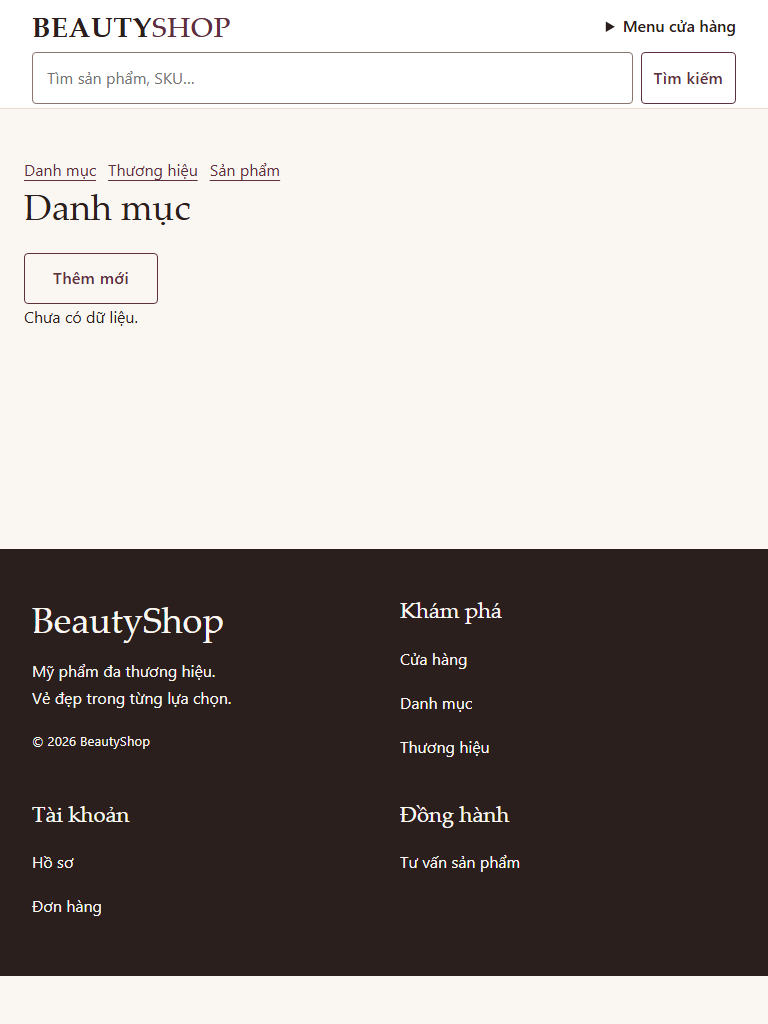 BEAUTYSHOP
Menu cửa hàng
Tìm sản phẩm, SKU...
Tìm kiếm
Danh mục Thương hiệu Sản phẩm
Danh mục
Thêm mới
Chưa có dữ liệu.
BeautyShop
Mỹ phẩm đa thương hiệu.
Vẻ đẹp trong từng lựa chọn.
© 2026 BeautyShop
Khám phá
Cửa hàng
Danh mục
Thương hiệu
Tài khoản
Hồ sơ
Đơn hàng
Đồng hành
Tư vấn sản phẩm